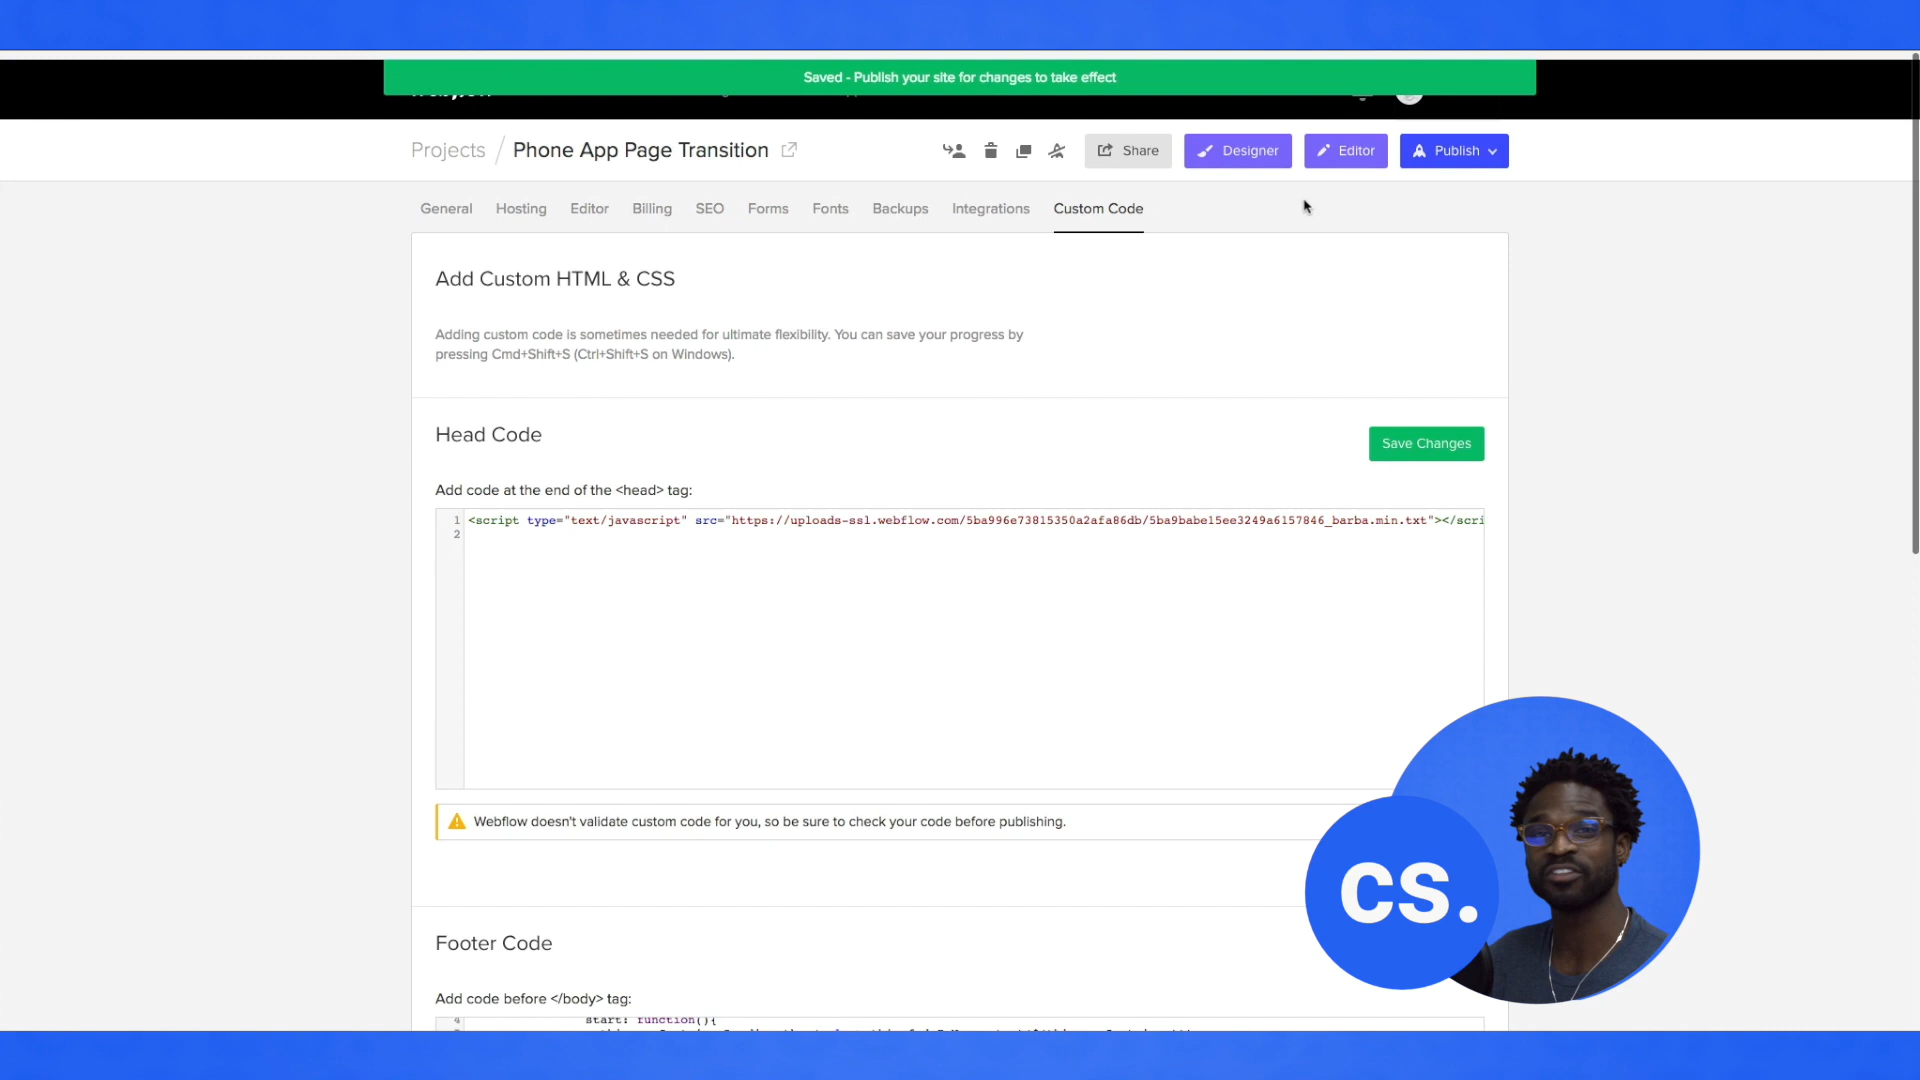 Saved - Publish your site for changes to take effect
Projects / Phone App Page Transition
Share
Designer
Editor
Publish
General Hosting Editor Billing SEO Forms Fonts Backups Integrations Custom Code
Add Custom HTML & CSS
Adding custom code is sometimes needed for ultimate flexibility. You can save your progress by
pressing Cmd+Shift+S (Ctrl+Shift+S on Windows).
Head Code
Save Changes
Add code at the end of the <head> tag:
1 <script type="text/javascript" src="https://uploads-ssl.webflow.com/5ba996e73815350a2afa86db/5ba9babe15ee3249a6157846_barba.min.txt"></scri
2
Webflow doesn't validate custom code for you, so be sure to check your code before publishing.
cs.
Footer Code
Add code before </body> tag:
4 start: function(){